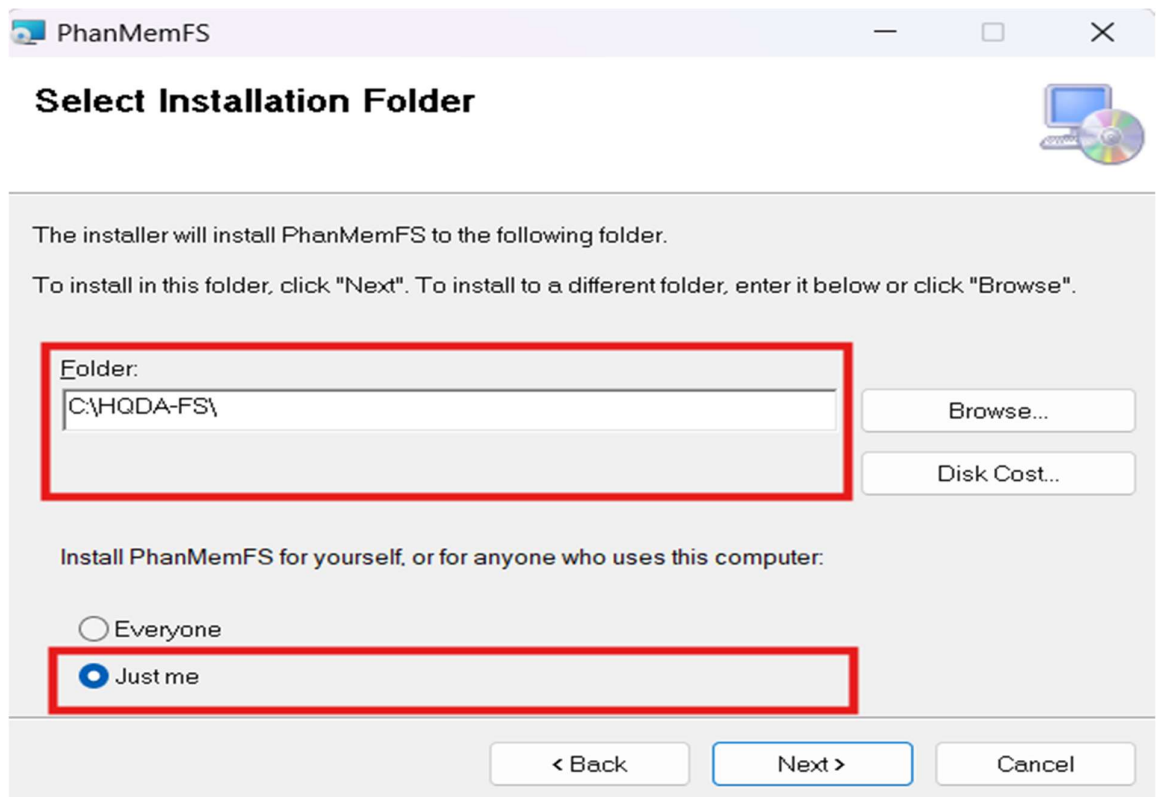 PhanMemFS
Select Installation Folder
The installer will install PhanMemFS to the following folder.
To install in this folder, click "Next". To install to a different folder, enter it below or click "Browse".
Folder:
C:\HQDA-FS\
Browse...
Disk Cost...
Install PhanMemFS for yourself, or for anyone who uses this computer:
Everyone
Just me
< Back
Next >
Cancel